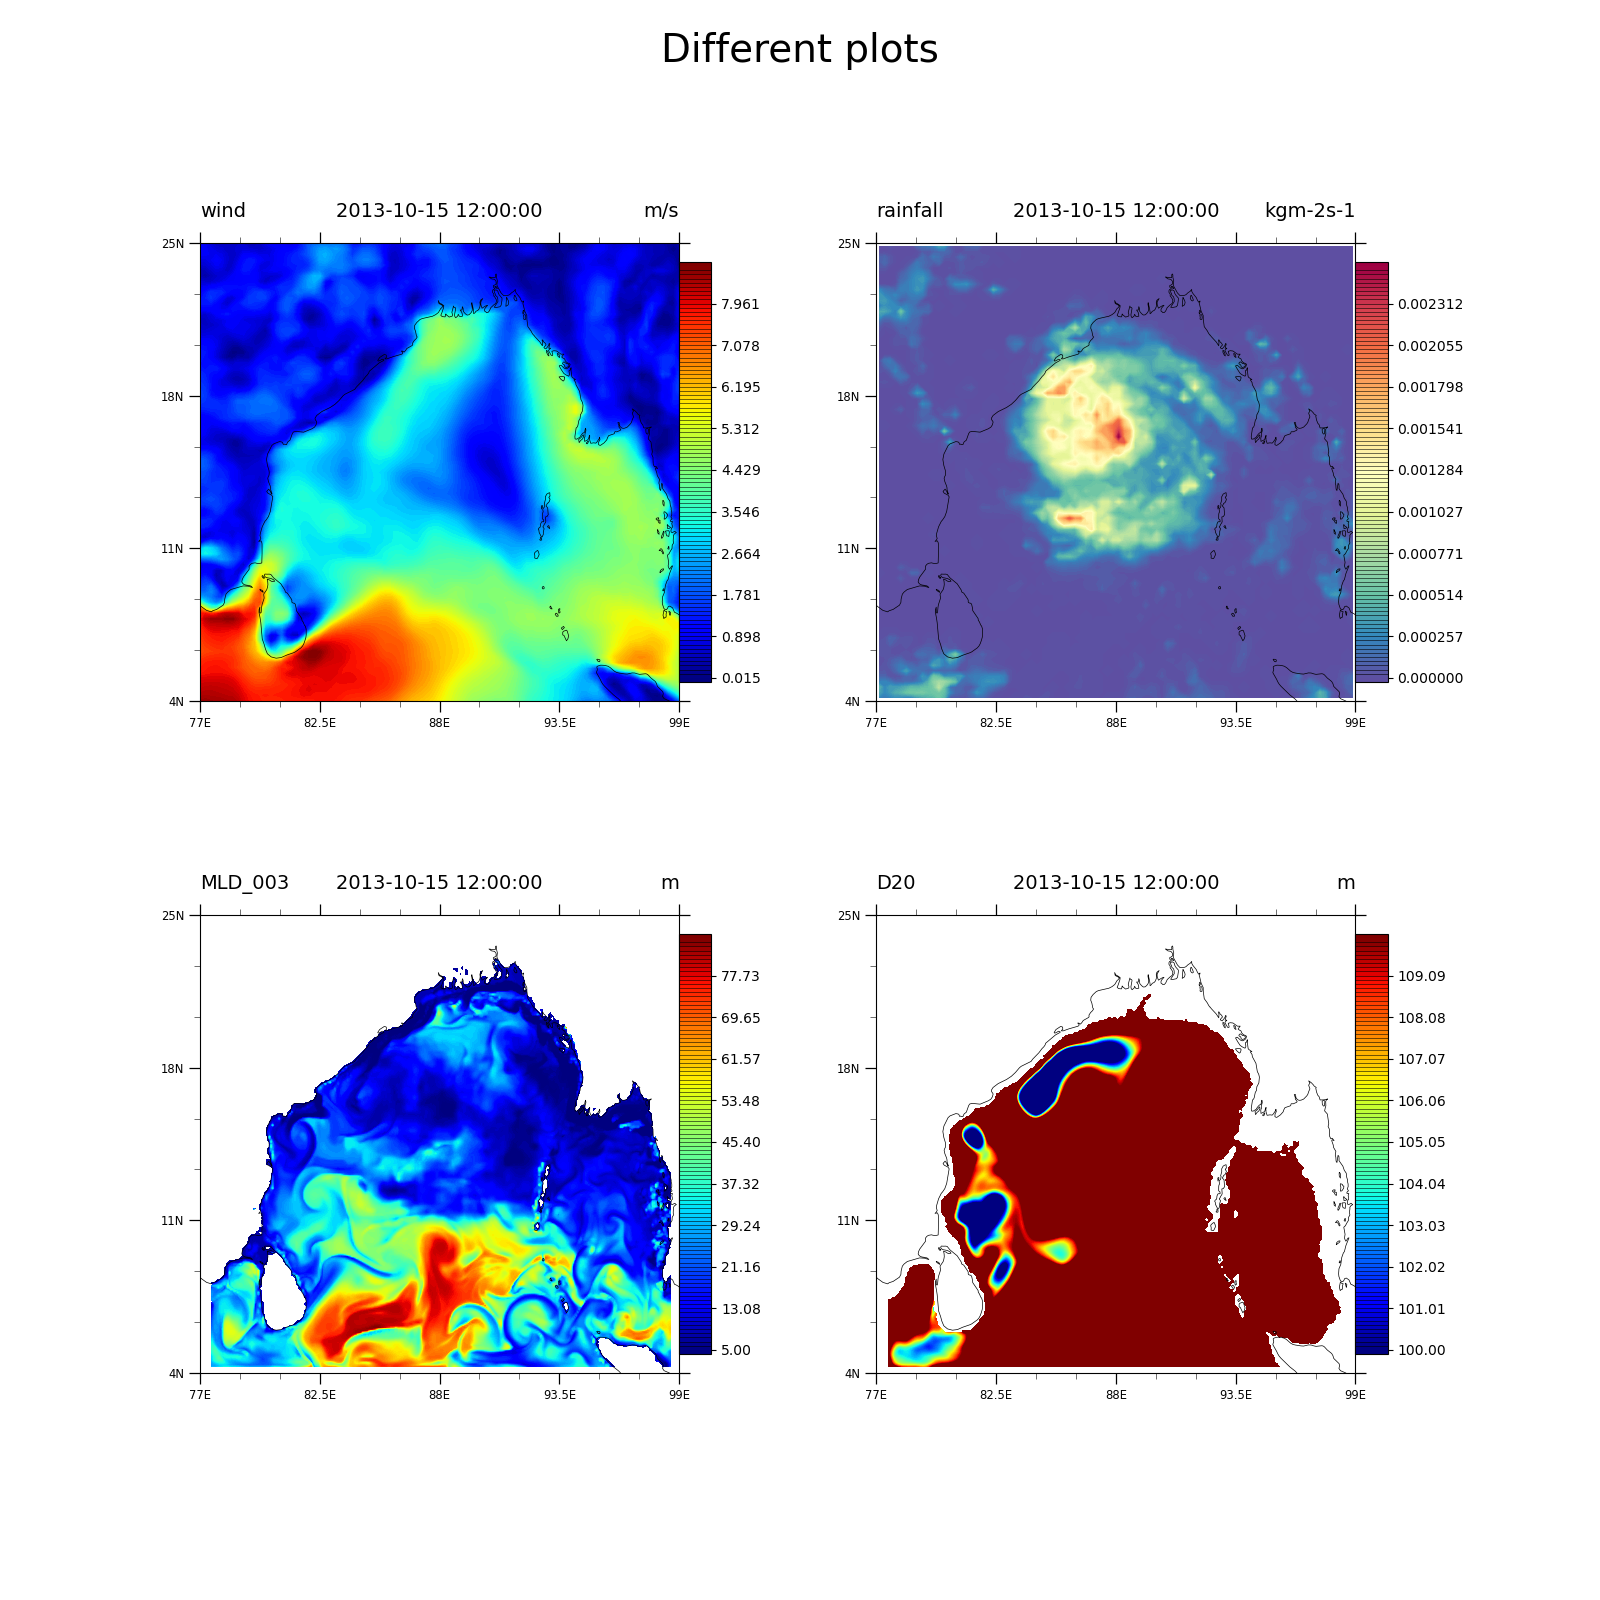 Different plots
wind 2013-10-15 12:00:00 m/s
25N
18N
11N
4N
77E 82.5E 88E 93.5E 99E
7.961
7.078
6.195
5.312
4.429
3.546
2.664
1.781
0.898
0.015
rainfall 2013-10-15 12:00:00 kgm-2s-1
25N
18N
11N
4N
77E 82.5E 88E 93.5E 99E
0.002312
0.002055
0.001798
0.001541
0.001284
0.001027
0.000771
0.000514
0.000257
0.000000
MLD_003 2013-10-15 12:00:00 m
25N
18N
11N
4N
77E 82.5E 88E 93.5E 99E
77.73
69.65
61.57
53.48
45.40
37.32
29.24
21.16
13.08
5.00
D20 2013-10-15 12:00:00 m
25N
18N
11N
4N
77E 82.5E 88E 93.5E 99E
109.09
108.08
107.07
106.06
105.05
104.04
103.03
102.02
101.01
100.00